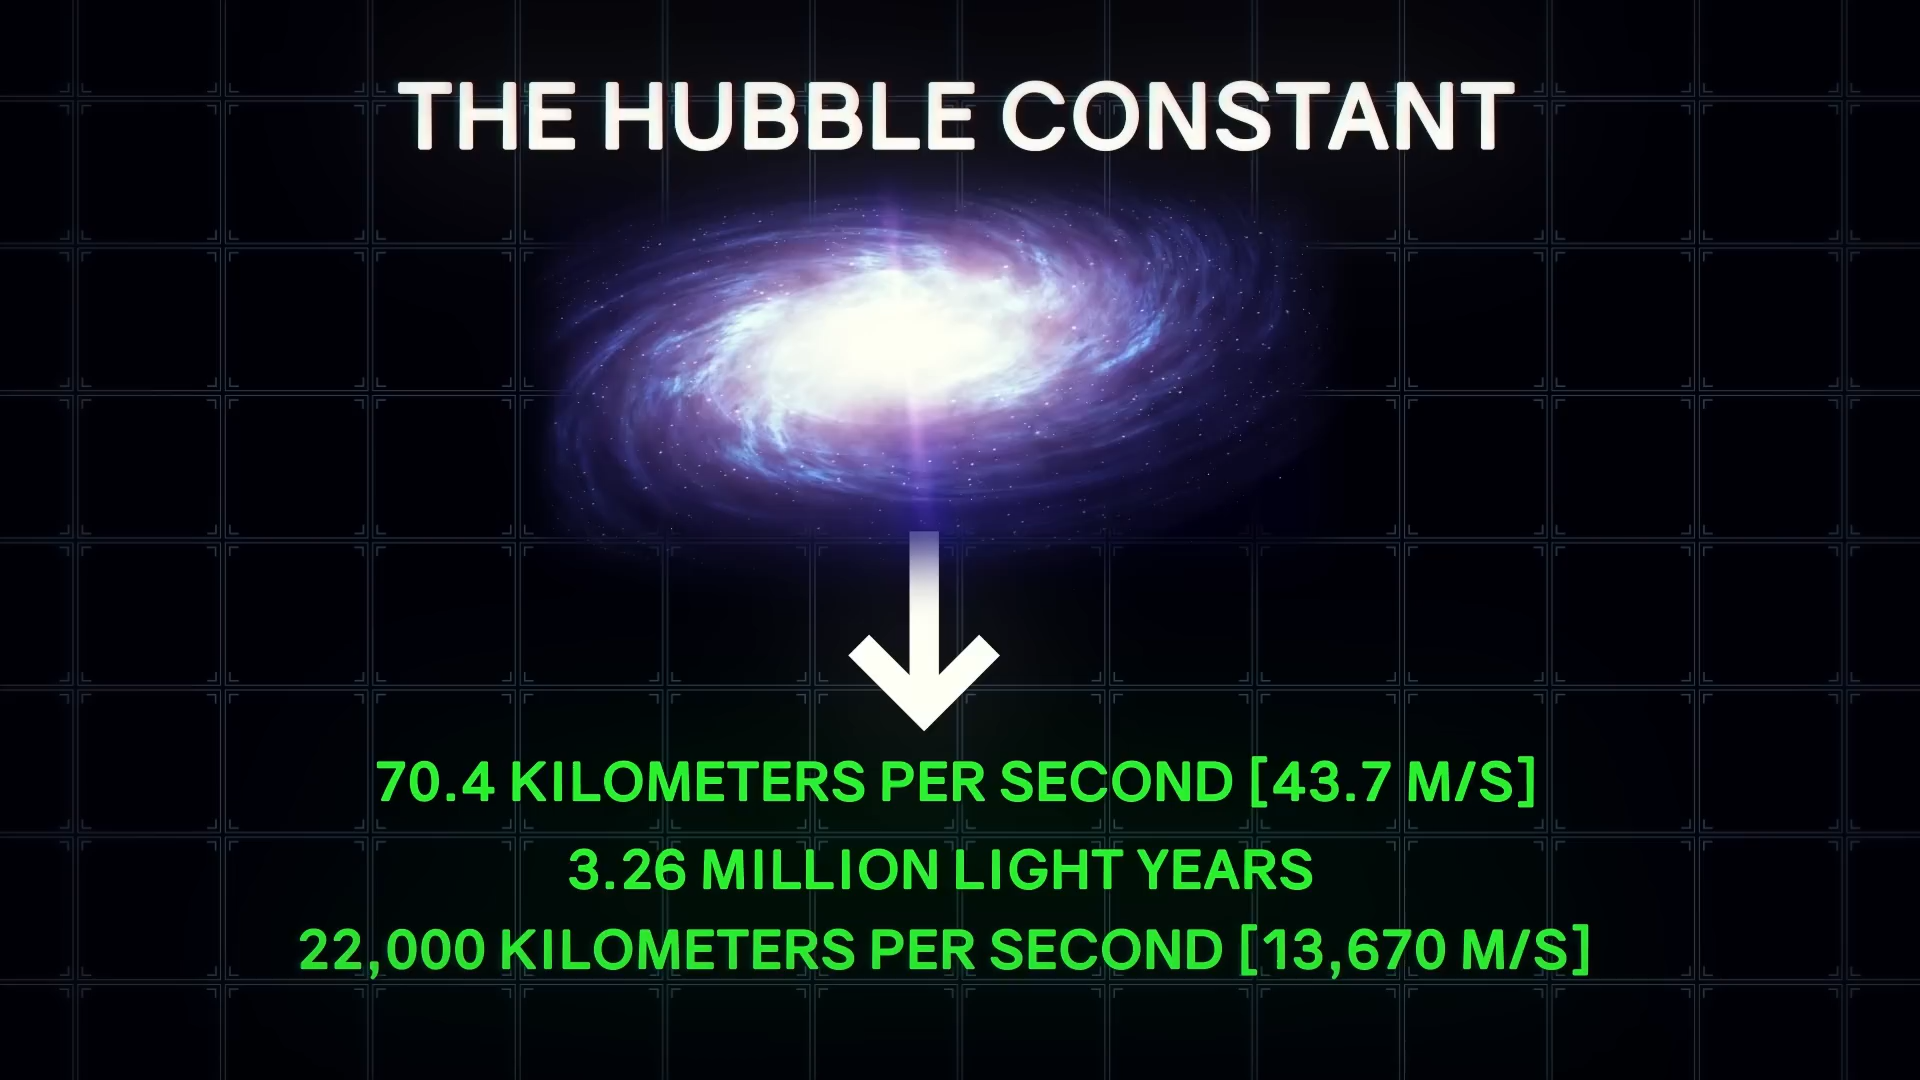 THE HUBBLE CONSTANT
70.4 KILOMETERS PER SECOND [43.7 M/S]
3.26 MILLION LIGHT YEARS
22,000 KILOMETERS PER SECOND [13,670 M/S]